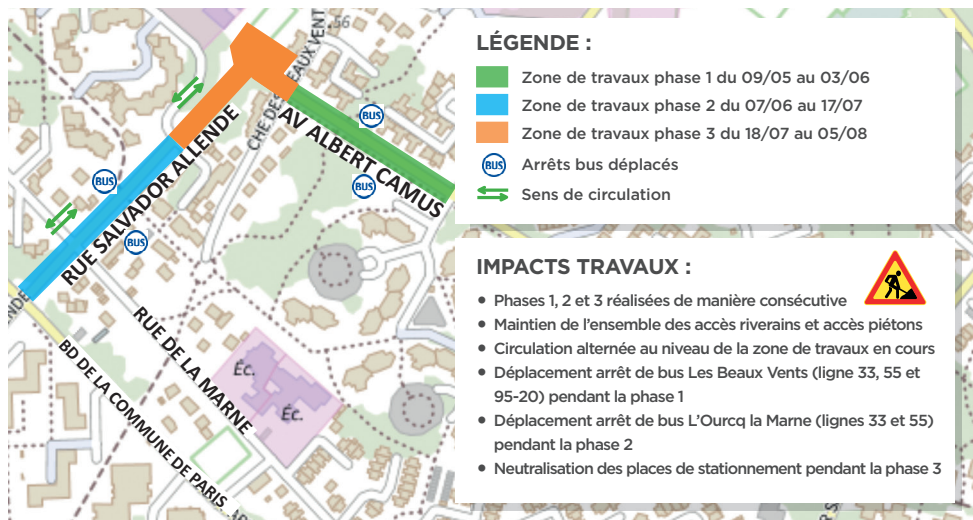 56
CHE DES BEAUX VENT
AV ALBERT CAMUS
BUS
BUS
RUE SALVADOR ALLENDE
BUS
BUS
NDE
RUE DE LA MARNE
Éc.
Éc.
BD DE LA COMMUNE DE PARIS
LÉGENDE :
Zone de travaux phase 1 du 09/05 au 03/06
Zone de travaux phase 2 du 07/06 au 17/07
Zone de travaux phase 3 du 18/07 au 05/08
BUS Arrêts bus déplacés
Sens de circulation
IMPACTS TRAVAUX :
• Phases 1, 2 et 3 réalisées de manière consécutive
• Maintien de l'ensemble des accès riverains et accès piétons
• Circulation alternée au niveau de la zone de travaux en cours
• Déplacement arrêt de bus Les Beaux Vents (ligne 33, 55 et
95-20) pendant la phase 1
• Déplacement arrêt de bus L'Ourcq la Marne (lignes 33 et 55)
pendant la phase 2
• Neutralisation des places de stationnement pendant la phase 3